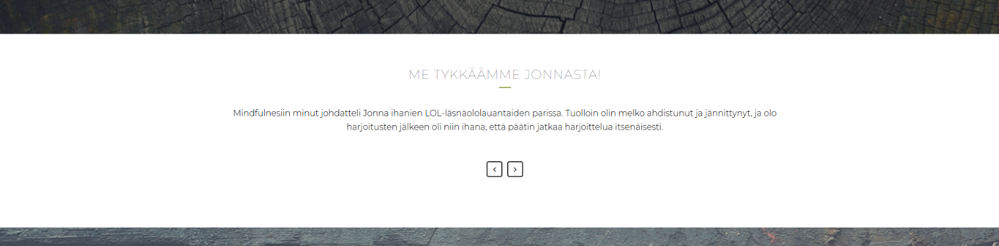 ME TYKKÄÄMME JONNASTA!
Mindfulnesiin minut johdatteli Jonna ihanien LOL-läsnäololauantaiden parissa. Tuolloin olin melko ahdistunut ja jännittynyt, ja olo
harjoitusten jälkeen oli niin ihana, että päätin jatkaa harjoittelua itsenäisesti.